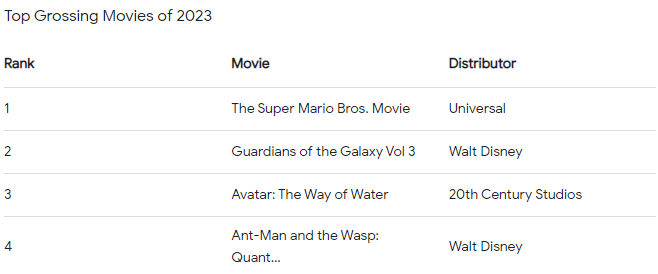 Top Grossing Movies of 2023
Rank Movie Distributor
1 The Super Mario Bros. Movie Universal
2 Guardians of the Galaxy Vol 3 Walt Disney
3 Avatar: The Way of Water 20th Century Studios
4 Ant-Man and the Wasp: Walt Disney
Quant...